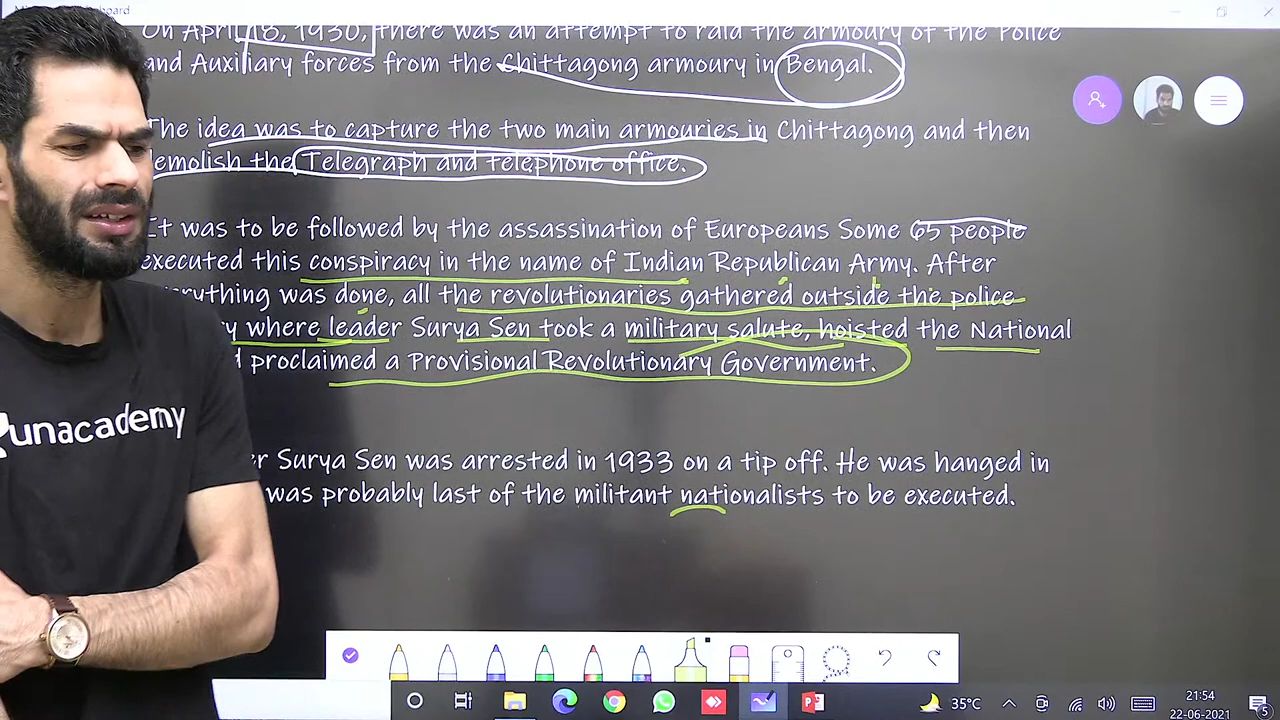 On April 18, 1930, there was an attempt to raid the armoury of the Police
and Auxiliary forces from the Chittagong armoury in Bengal.
The idea was to capture the two main armouries in Chittagong and then
demolish the Telegraph and telephone office.
It was to be followed by the assassination of Europeans Some 65 people
executed this conspiracy in the name of Indian Republican Army. After
everything was done, all the revolutionaries gathered outside the police
where leader Surya Sen took a military salute, hoisted the National
proclaimed a Provisional Revolutionary Government.
Surya Sen was arrested in 1933 on a tip off. He was hanged in
was probably last of the militant nationalists to be executed.
unacademy
35°C
21:54
22-06-2021
5